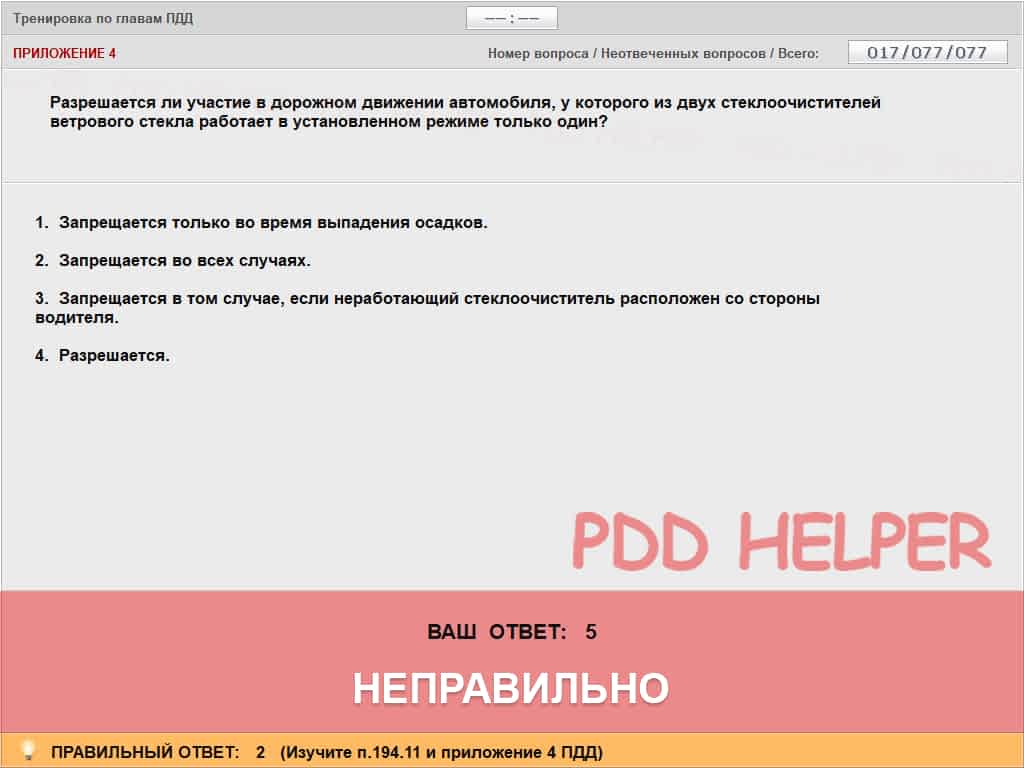 Тренировка по главам ПДД
—— : ——
ПРИЛОЖЕНИЕ 4
Номер вопроса / Неотвеченных вопросов / Всего:
017/077/077
Разрешается ли участие в дорожном движении автомобиля, у которого из двух стеклоочистителей
ветрового стекла работает в установленном режиме только один?
1. Запрещается только во время выпадения осадков.
2. Запрещается во всех случаях.
3. Запрещается в том случае, если неработающий стеклоочиститель расположен со стороны
водителя.
4. Разрешается.
PDD HELPER
ВАШ ОТВЕТ: 5
НЕПРАВИЛЬНО
ПРАВИЛЬНЫЙ ОТВЕТ: 2 (Изучите п.194.11 и приложение 4 ПДД)